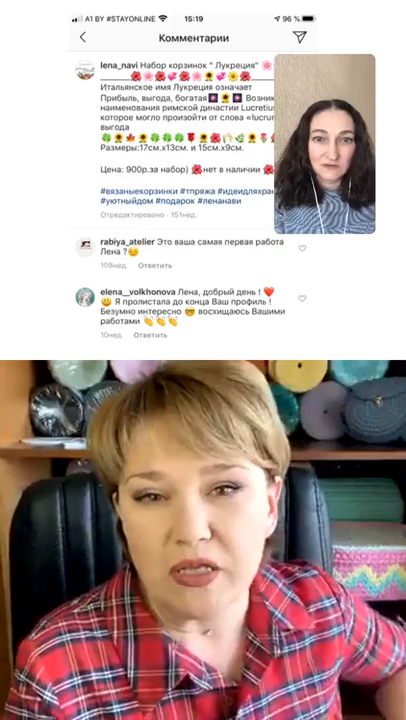 A1 BY #STAYONLINE
15:19
96 %
Комментарии
lena_navi Набор корзинок " Лукреция"
Итальянское имя Лукреция означает
Прибыль, выгода, богатая Возник
наименования римской династии Lucretius
которое могло произойти от слова «lucrum
выгода
Размеры:17см.х13см. и 15см.х9см.
Цена: 900р.за набор) нет в наличии
#вязаныекорзинки #тпряжа #идеидляхран
#уютныйдом #подарок #ленанави
Отредактировано · 151нед.
rabiya_atelier Это ваша самая первая работа
Лена ?
108нед. Ответить
elena__volkhonova Лена, добрый день !
Я пролистала до конца Ваш профиль !
Безумно интересно восхищаюсь Вашими
работами
10нед. Ответить